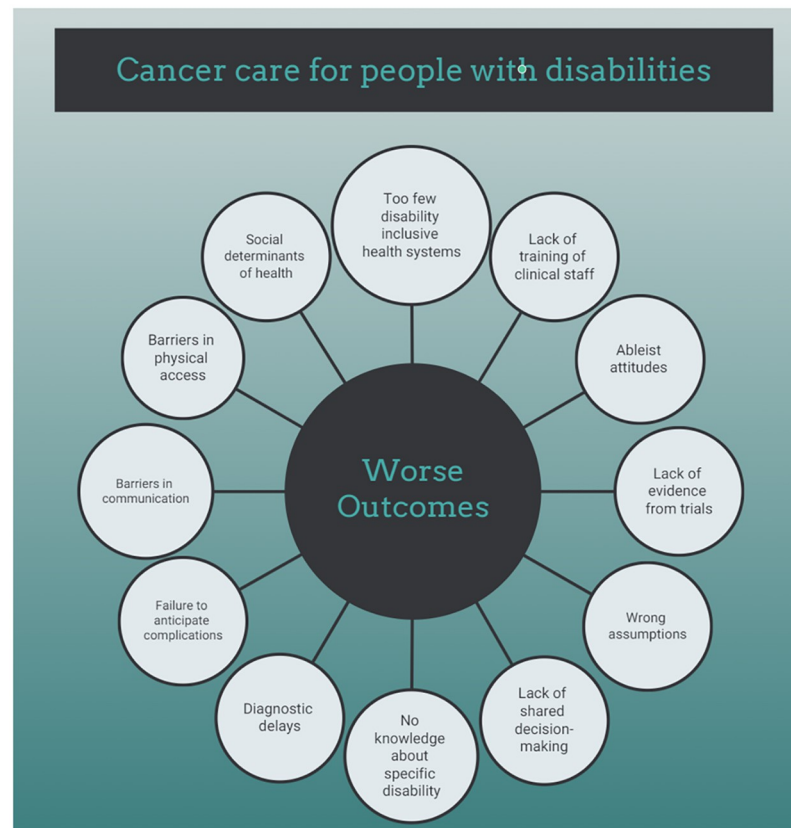 Cancer care for people with disabilities
Too few
disability
inclusive
health systems
Lack of
training of
clinical staff
Ableist
attitudes
Lack of
evidence
from trials
Wrong
assumptions
Lack of
shared
decision-
making
No
knowledge
about
specific
disability
Diagnostic
delays
Failure to
anticipate
complications
Barriers in
communication
Barriers in
physical
access
Social
determinants
of health
Worse
Outcomes